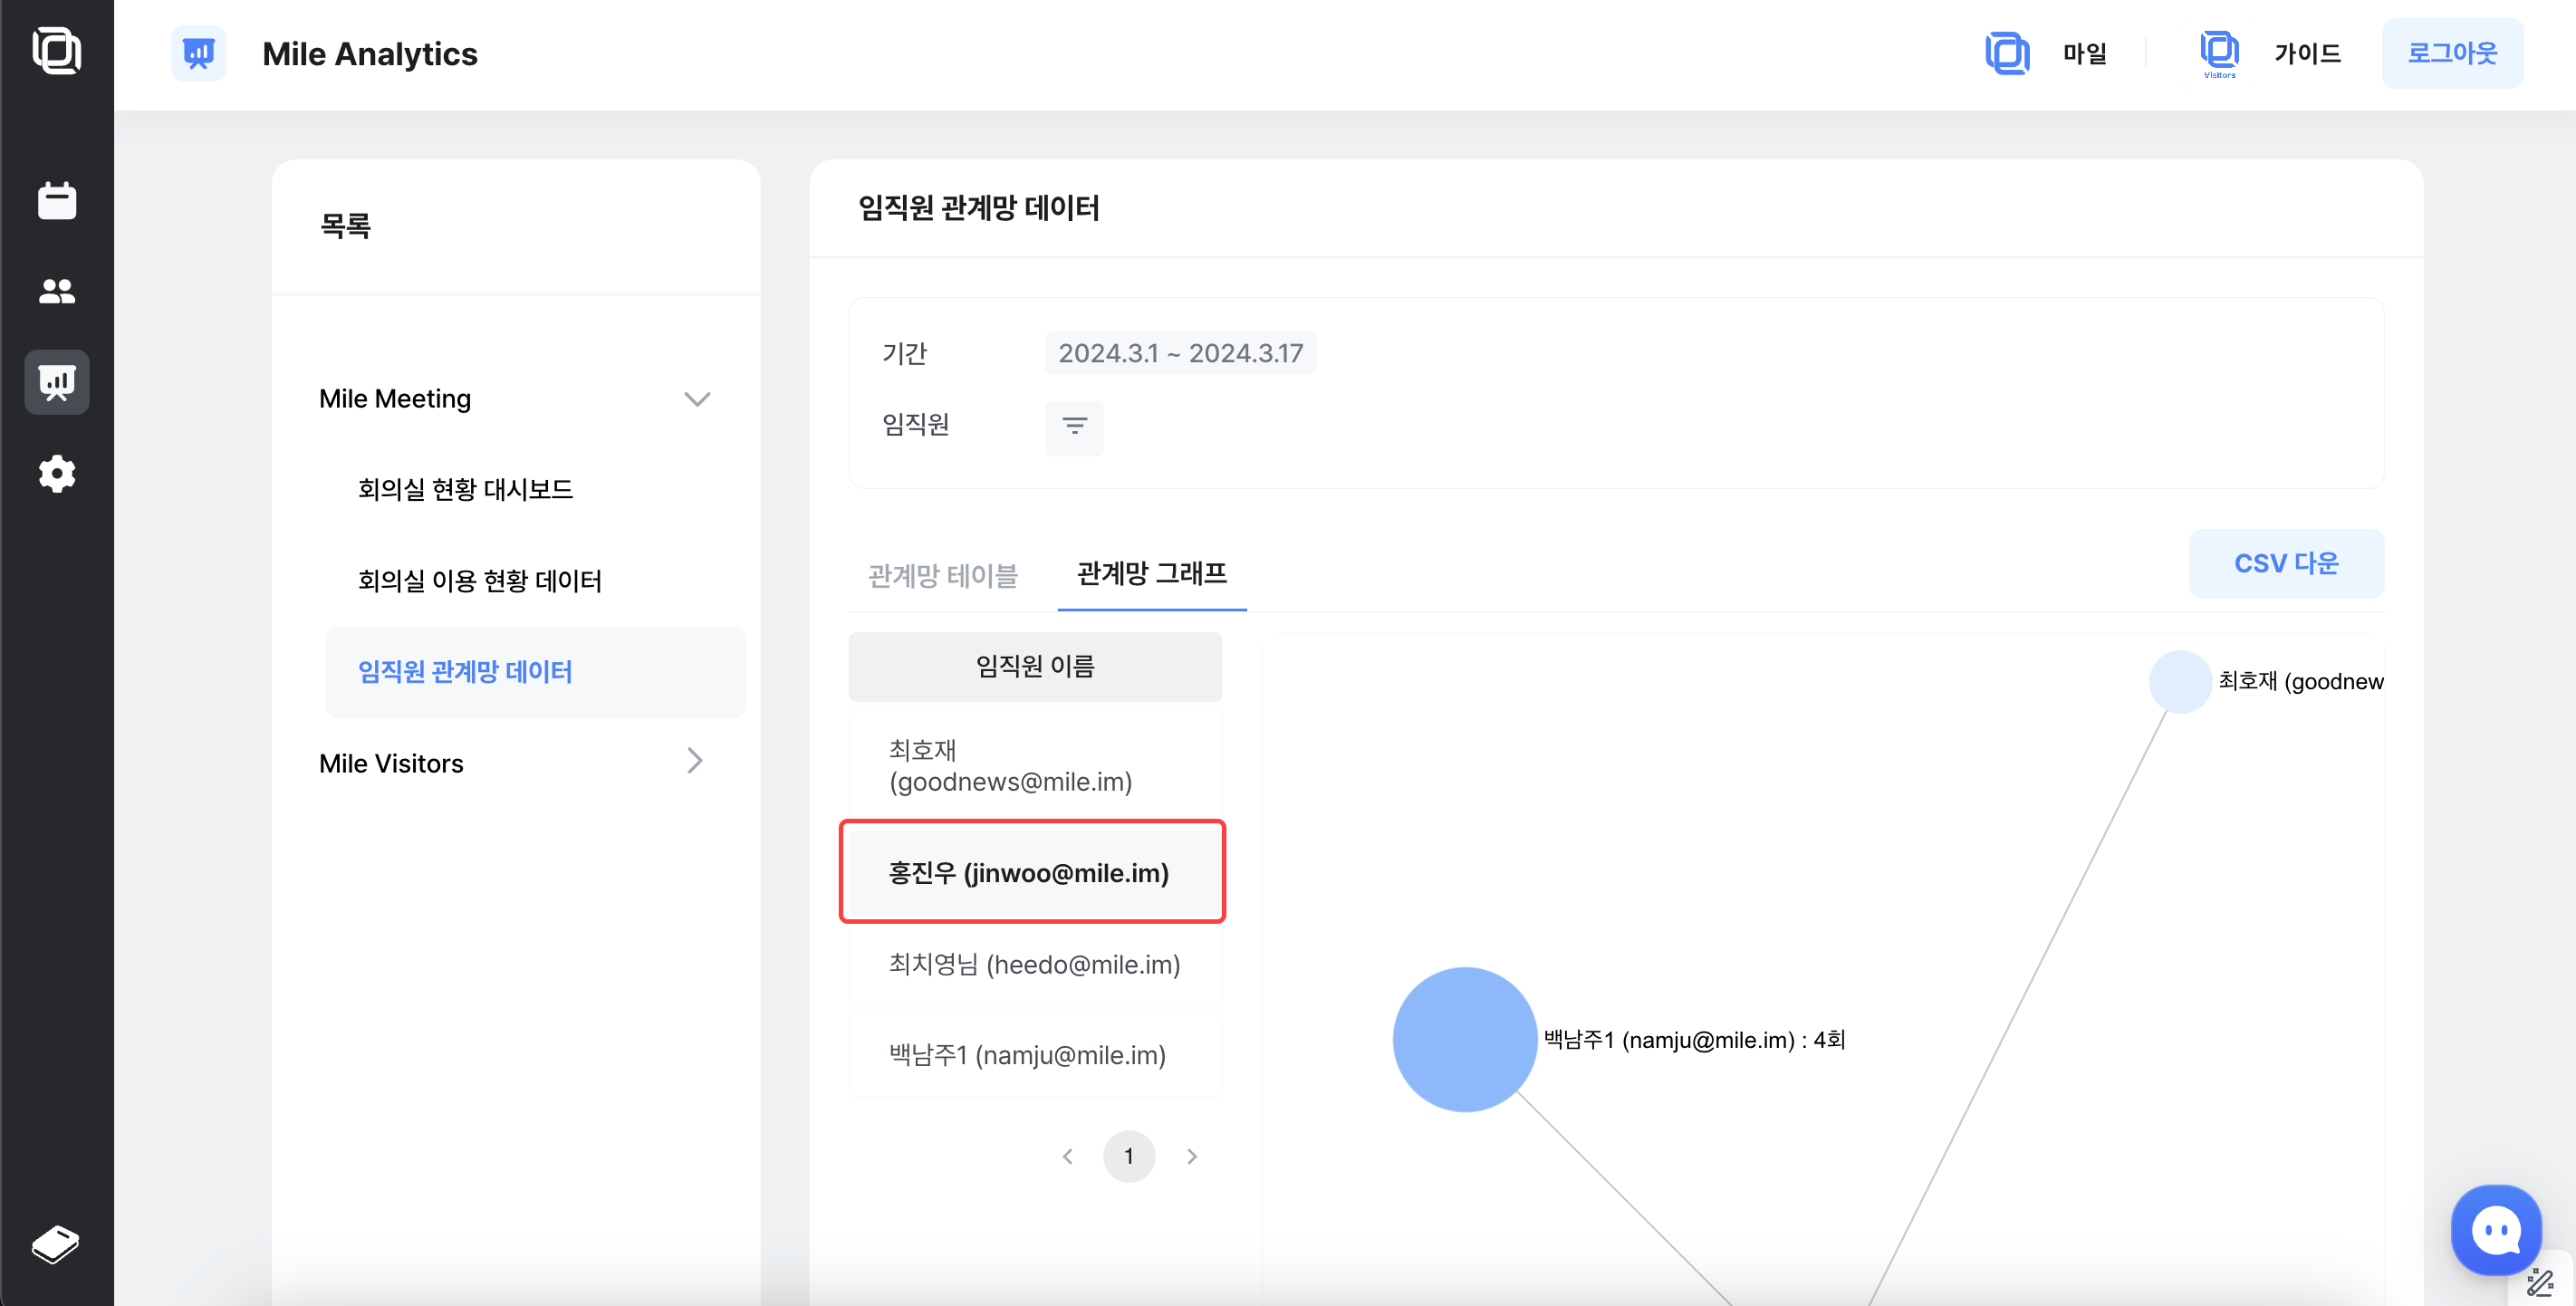 Mile Analytics
마일
Visitors
가이드
로그아웃
목록
Mile Meeting
회의실 현황 대시보드
회의실 이용 현황 데이터
임직원 관계망 데이터
Mile Visitors
임직원 관계망 데이터
기간
2024.3.1 ~ 2024.3.17
임직원
관계망 테이블
관계망 그래프
CSV 다운
임직원 이름
최호재
(goodnews@mile.im)
홍진우 (jinwoo@mile.im)
최치영님 (heedo@mile.im)
백남주1 (namju@mile.im)
1
최호재 (goodnew
백남주1 (namju@mile.im) : 4회